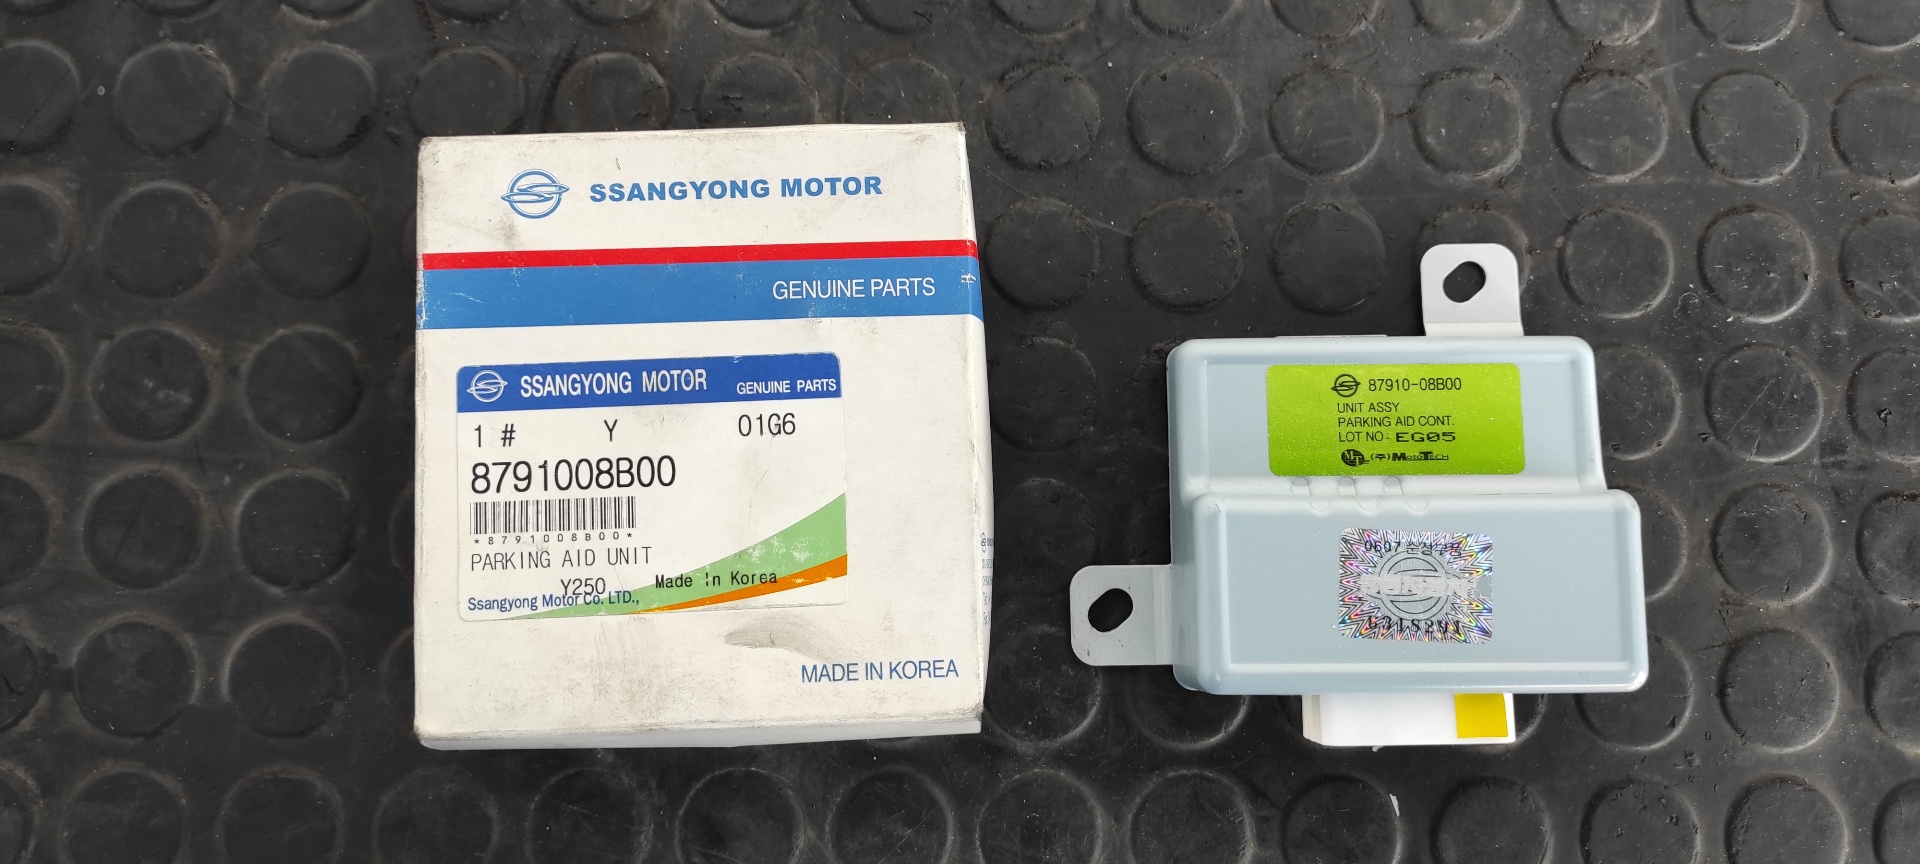 SSANGYONG MOTOR
GENUINE PARTS
SSANGYONG MOTOR GENUINE PARTS
1 # Y 01G6
8791008B00
*8791008B00*
PARKING AID UNIT
Y250 Made In Korea
Ssangyong Motor Co. LTD.,
MADE IN KOREA
87910-08B00
UNIT ASSY
PARKING AID CONT.
LOT NO: EG05
MotoTech